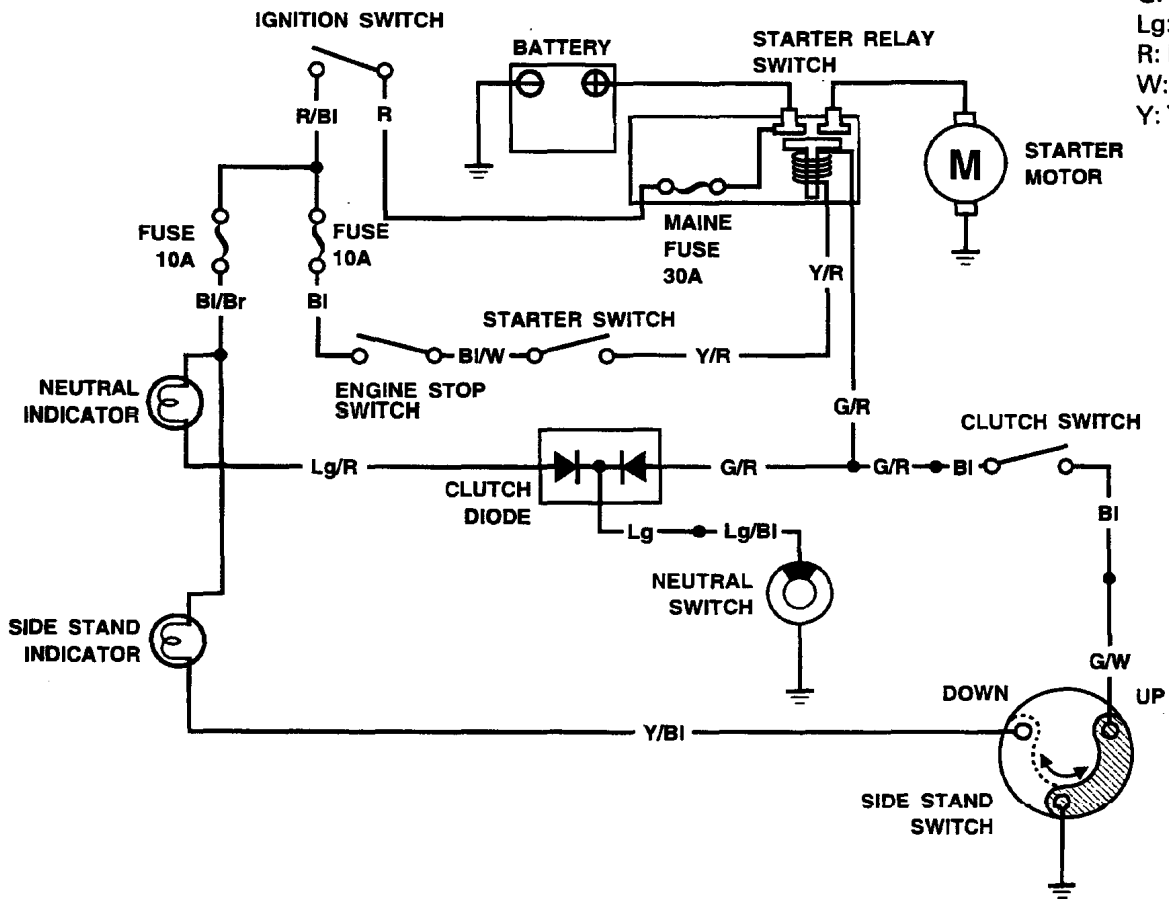 IGNITION SWITCH
BATTERY
STARTER RELAY
SWITCH
Lg:
R:
W:
Y:
R/Bl
R
M
STARTER
MOTOR
FUSE
10A
FUSE
10A
MAINE
FUSE
30A
Y/R
Bl/Br
Bl
STARTER SWITCH
Bl/W
Y/R
ENGINE STOP
SWITCH
NEUTRAL
INDICATOR
G/R
CLUTCH SWITCH
Lg/R
G/R
G/R
Bl
CLUTCH
DIODE
Bl
Lg
Lg/Bl
NEUTRAL
SWITCH
SIDE STAND
INDICATOR
G/W
DOWN
UP
Y/Bl
SIDE STAND
SWITCH